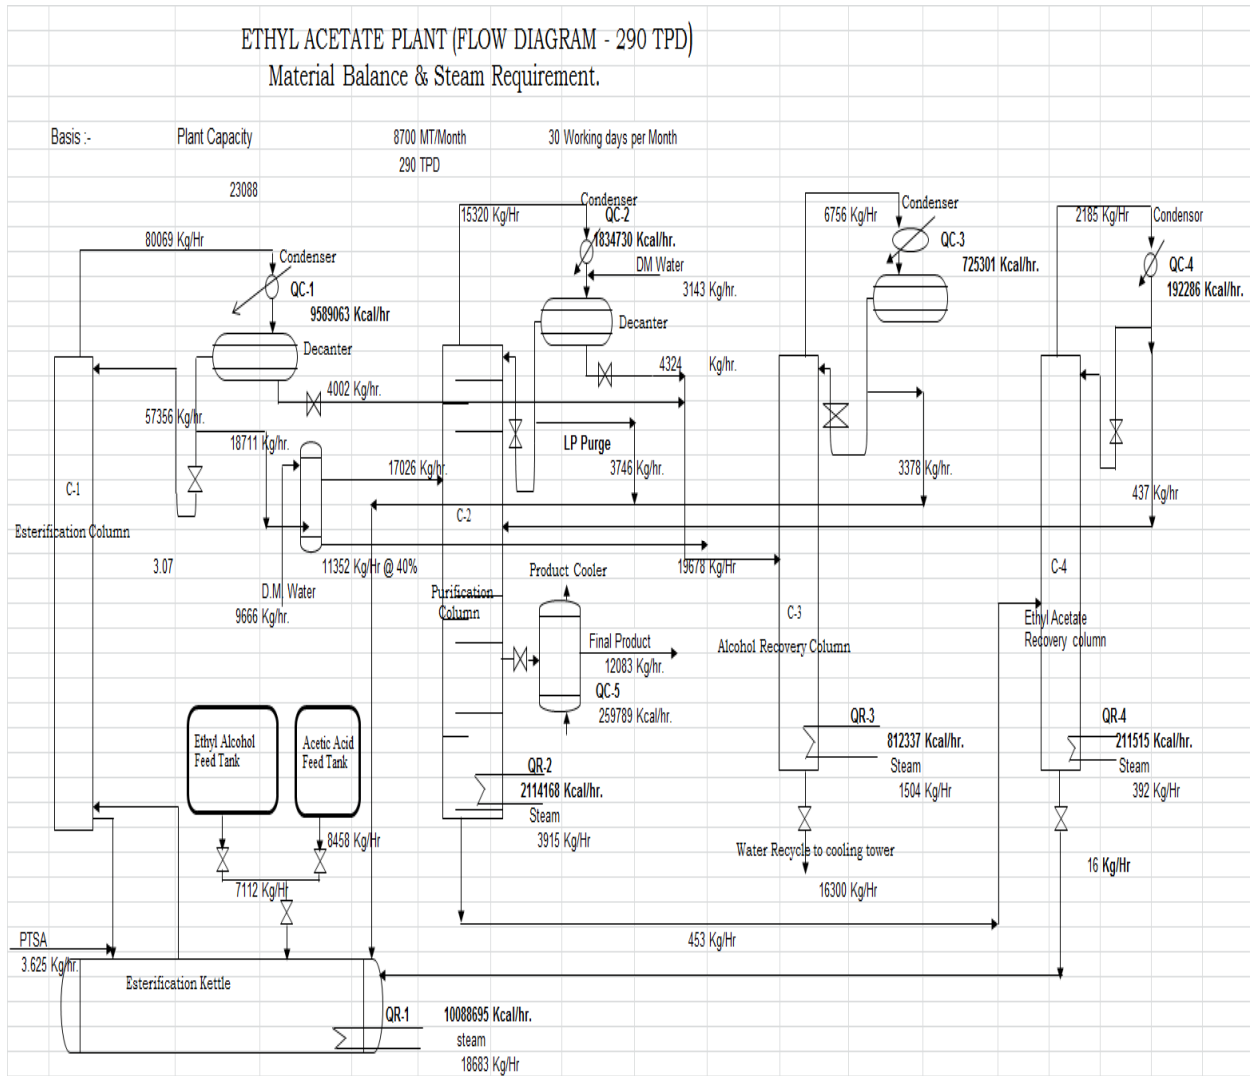 ETHYL ACETATE PLANT (FLOW DIAGRAM - 290 TPD)
Material Balance & Steam Requirement.
Basis :- Plant Capacity 8700 MT/Month 30 Working days per Month
290 TPD
23088
80069 Kg/Hr
Condenser
QC-1
9589063 Kcal/hr
Decanter
4002 Kg/hr.
57356 Kg/hr.
18711 Kg/hr.
C-1
Esterification Column
3.07
D.M. Water
9666 Kg/hr.
11352 Kg/Hr @ 40%
17026 Kg/hr.
15320 Kg/Hr
Condenser
QC-2
1834730 Kcal/hr.
DM Water
3143 Kg/hr.
Decanter
4324 Kg/hr.
LP Purge
3746 Kg/hr.
C-2
Purification
Column
19678 Kg/Hr
Product Cooler
Final Product
12083 Kg/hr.
QC-5
259789 Kcal/hr.
QR-2
2114168 Kcal/hr.
Steam
3915 Kg/Hr
453 Kg/Hr
6756 Kg/Hr
Condenser
QC-3
725301 Kcal/hr.
3378 Kg/hr.
C-3
Alcohol Recovery Column
QR-3
812337 Kcal/hr.
Steam
1504 Kg/Hr
Water Recycle to cooling tower
16300 Kg/Hr
2185 Kg/Hr
Condensor
QC-4
192286 Kcal/hr.
437 Kg/hr
C-4
Ethyl Acetate
Recovery column
QR-4
211515 Kcal/hr.
Steam
392 Kg/Hr
16 Kg/Hr
Ethyl Alcohol
Feed Tank
Acetic Acid
Feed Tank
8458 Kg/Hr
7112 Kg/Hr
PTSA
3.625 Kg/hr.
Esterification Kettle
QR-1
10088695 Kcal/hr.
steam
18683 Kg/Hr